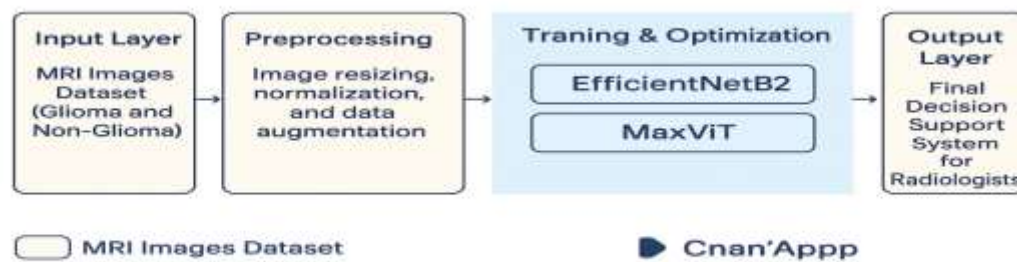 Input Layer
MRI Images
Dataset
(Glioma and
Non-Glioma)
Preprocessing
Image resizing,
normalization,
and data
augmentation
Traning & Optimization
EfficientNetB2
MaxViT
Output
Layer
Final
Decision
Support
System
for
Radiologists
MRI Images Dataset
Cnan'Appp